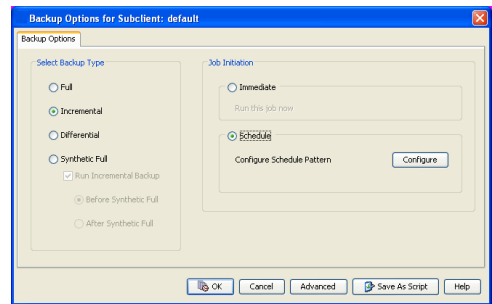 Backup Options for Subclient: default
Backup Options
Select Backup Type
Full
Incremental
Differential
Synthetic Full
Run Incremental Backup
Before Synthetic Full
After Synthetic Full
Job Initiation
Immediate
Run this job now
Schedule
Configure Schedule Pattern
Configure
OK
Cancel
Advanced
Save As Script
Help